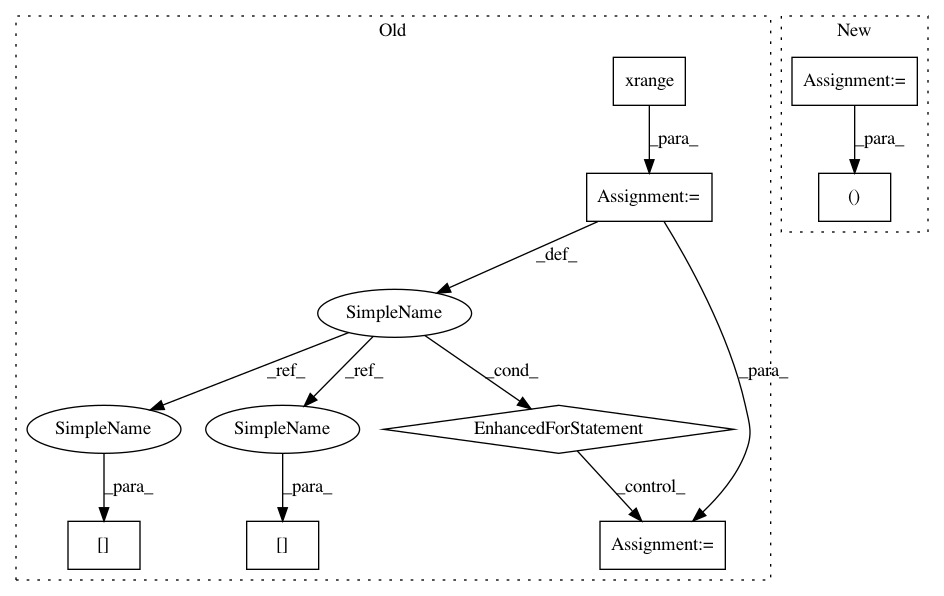 Old
New
xrange
Assignment:=
_para_
_para_
Assignment:=
()
_def_
SimpleName
_ref_
_ref_
_cond_
_para_
SimpleName
SimpleName
EnhancedForStatement
_para_
_para_
_control_
[]
[]
Assignment:=